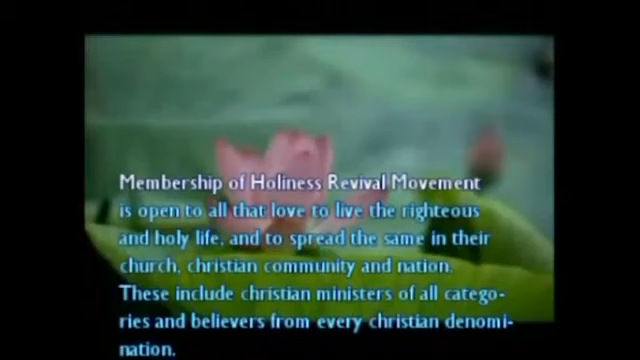 Membership of Holiness Revival Movement
is open to all that love to live the righteous
and holy life, and to spread the same in their
church, christian community and nation.
These include christian ministers of all catego-
ries and believers from every christian denomi-
nation.